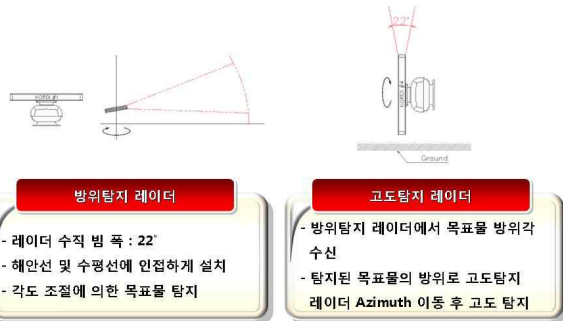 22°
KORDI #1
KORDI #4
Ground
방위탐지 레이더
- 레이더 수직 빔 폭 : 22°
- 해안선 및 수평선에 인접하게 설치
- 각도 조절에 의한 목표물 탐지
고도탐지 레이더
- 방위탐지 레이더에서 목표물 방위각
수신
- 탐지된 목표물의 방위로 고도탐지
레이더 Azimuth 이동 후 고도 탐지